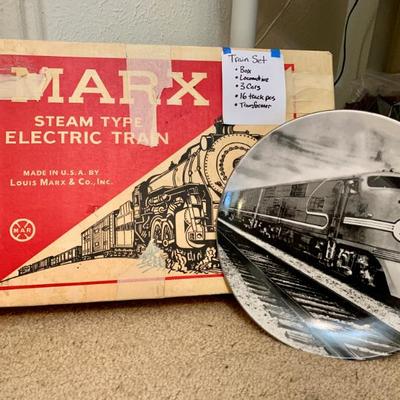 MARX
STEAM TYPE
ELECTRIC TRAIN
MADE IN U.S.A. BY
LOUIS MARX & CO., INC.
MAR
Train Set
• Box
• Locomotive
• 3 Cars
• 16 track pcs
• Transformer